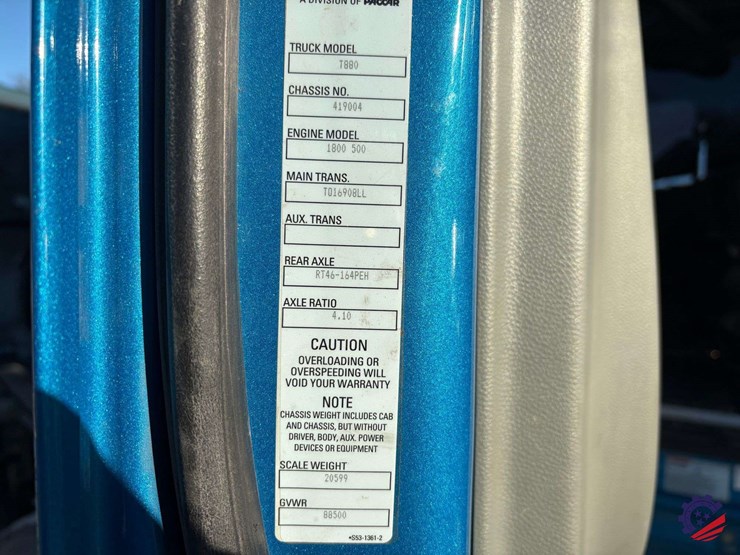 A DIVISION OF PACCAR
TRUCK MODEL
T880
CHASSIS NO.
419004
ENGINE MODEL
1800 500
MAIN TRANS.
TO16908LL
AUX. TRANS
REAR AXLE
RT46-164PEH
AXLE RATIO
4.10
CAUTION
OVERLOADING OR
OVERSPEEDING WILL
VOID YOUR WARRANTY
NOTE
CHASSIS WEIGHT INCLUDES CAB
AND CHASSIS, BUT WITHOUT
DRIVER, BODY, AUX. POWER
DEVICES OR EQUIPMENT
SCALE WEIGHT
20599
GVWR
88500
*S53-1361-2